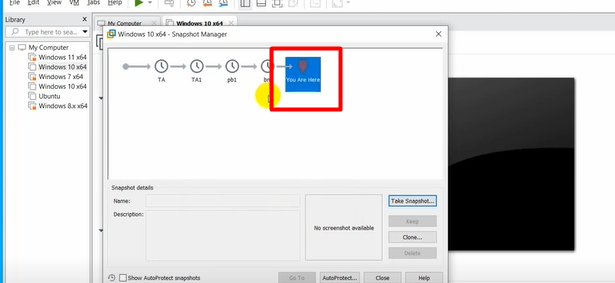 File Edit View VM Tabs Help
Library
My Computer
Windows 10 x64
Type here to search...
Windows 10 x64 - Snapshot Manager
My Computer
Windows 11 x64
Windows 10 x64
Windows 7 x64
Windows 10 x64
Ubuntu
Windows 8.x x64
TA
TA1
pb1
You Are Here
Snapshot details
Name:
Take Snapshot...
Description:
No screenshot available
Keep
Clone...
Delete
Show AutoProtect snapshots
Go To
AutoProtect...
Close
Help